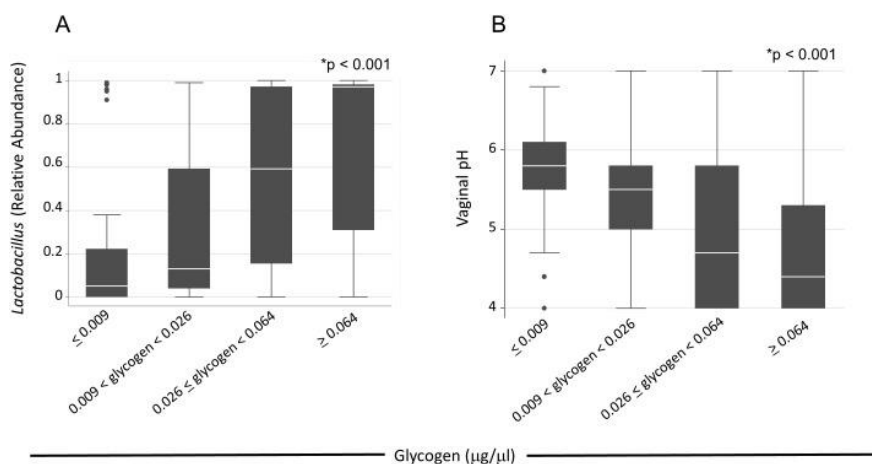 A
*p < 0.001
Lactobacillus (Relative Abundance)
1
0.8
0.6
0.4
0.2
0
≤ 0.009
0.009 < glycogen < 0.026
0.026 ≤ glycogen < 0.064
≥ 0.064
B
*p < 0.001
Vaginal pH
7
6
5
4
≤ 0.009
0.009 < glycogen < 0.026
0.026 ≤ glycogen < 0.064
≥ 0.064
Glycogen (µg/µl)